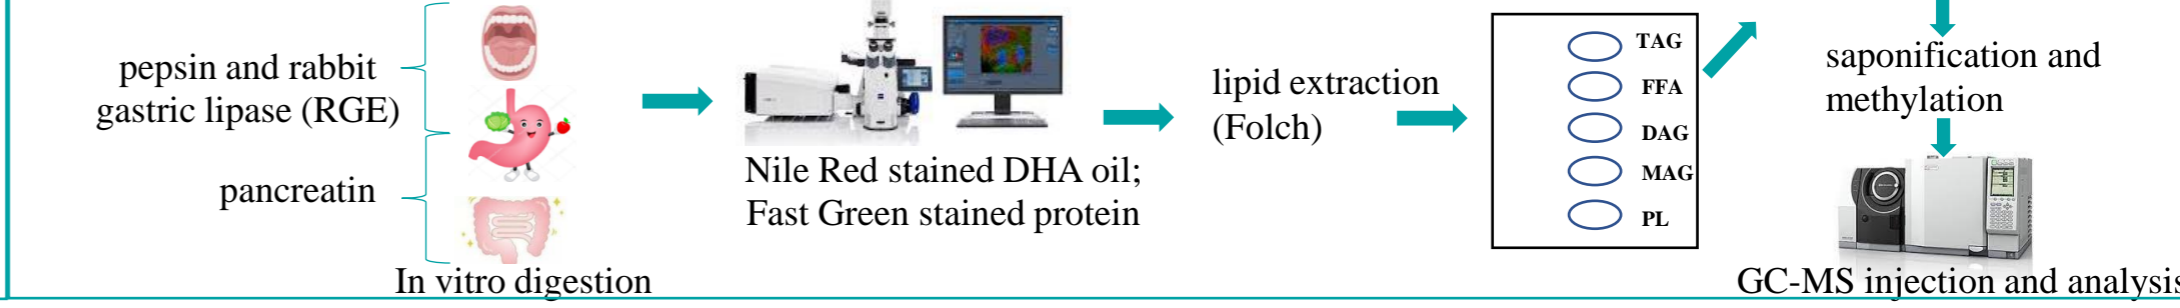 pepsin and rabbit
gastric lipase (RGE)
pancreatin
In vitro digestion
Nile Red stained DHA oil;
Fast Green stained protein
lipid extraction
(Folch)
TAG
FFA
DAG
MAG
PL
saponification and
methylation
GC-MS injection and analysis